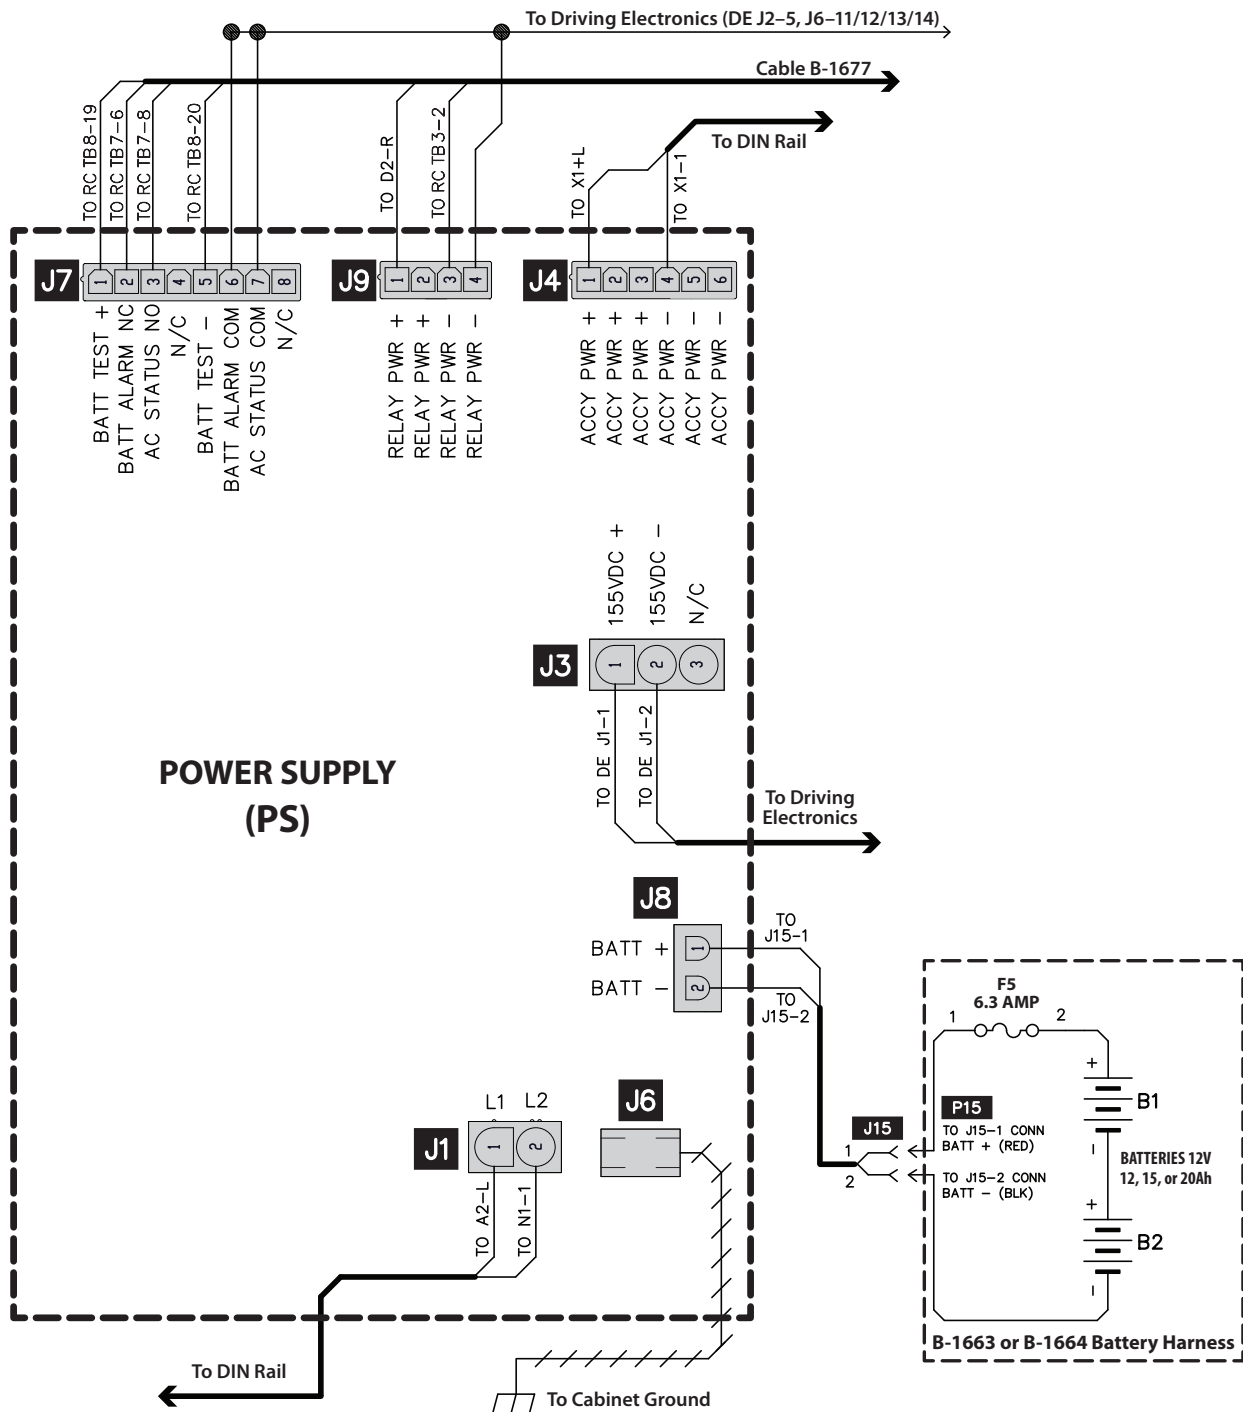 To Driving Electronics (DE J2–5, J6–11/12/13/14)
Cable B-1677
To DIN Rail
TO RC TB8-19
TO RC TB7-6
TO RC TB7-8
TO RC TB8-20
TO D2-R
TO RC TB3-2
TO X1+L
TO X1-1
J7
1
2
3
4
5
6
7
8
J9
1
2
3
4
J4
1
2
3
4
5
6
BATT TEST +
BATT ALARM NC
AC STATUS NO
N/C
BATT TEST -
BATT ALARM COM
AC STATUS COM
N/C
RELAY PWR +
RELAY PWR +
RELAY PWR -
RELAY PWR -
ACCY PWR +
ACCY PWR +
ACCY PWR +
ACCY PWR -
ACCY PWR -
ACCY PWR -
155VDC +
155VDC -
N/C
J3
1
2
3
TO DE J1-1
TO DE J1-2
POWER SUPPLY
(PS)
To Driving
Electronics
J8
BATT +
1
BATT -
2
TO
J15-1
TO
J15-2
F5
6.3 AMP
1
2
+
B1
-
P15
TO J15-1 CONN
BATT + (RED)
J15
1
2
TO J15-2 CONN
BATT - (BLK)
BATTERIES 12V
12, 15, or 20Ah
+
B2
-
B-1663 or B-1664 Battery Harness
L1
L2
J1
1
2
J6
TO A2-L
TO N1-1
To DIN Rail
To Cabinet Ground